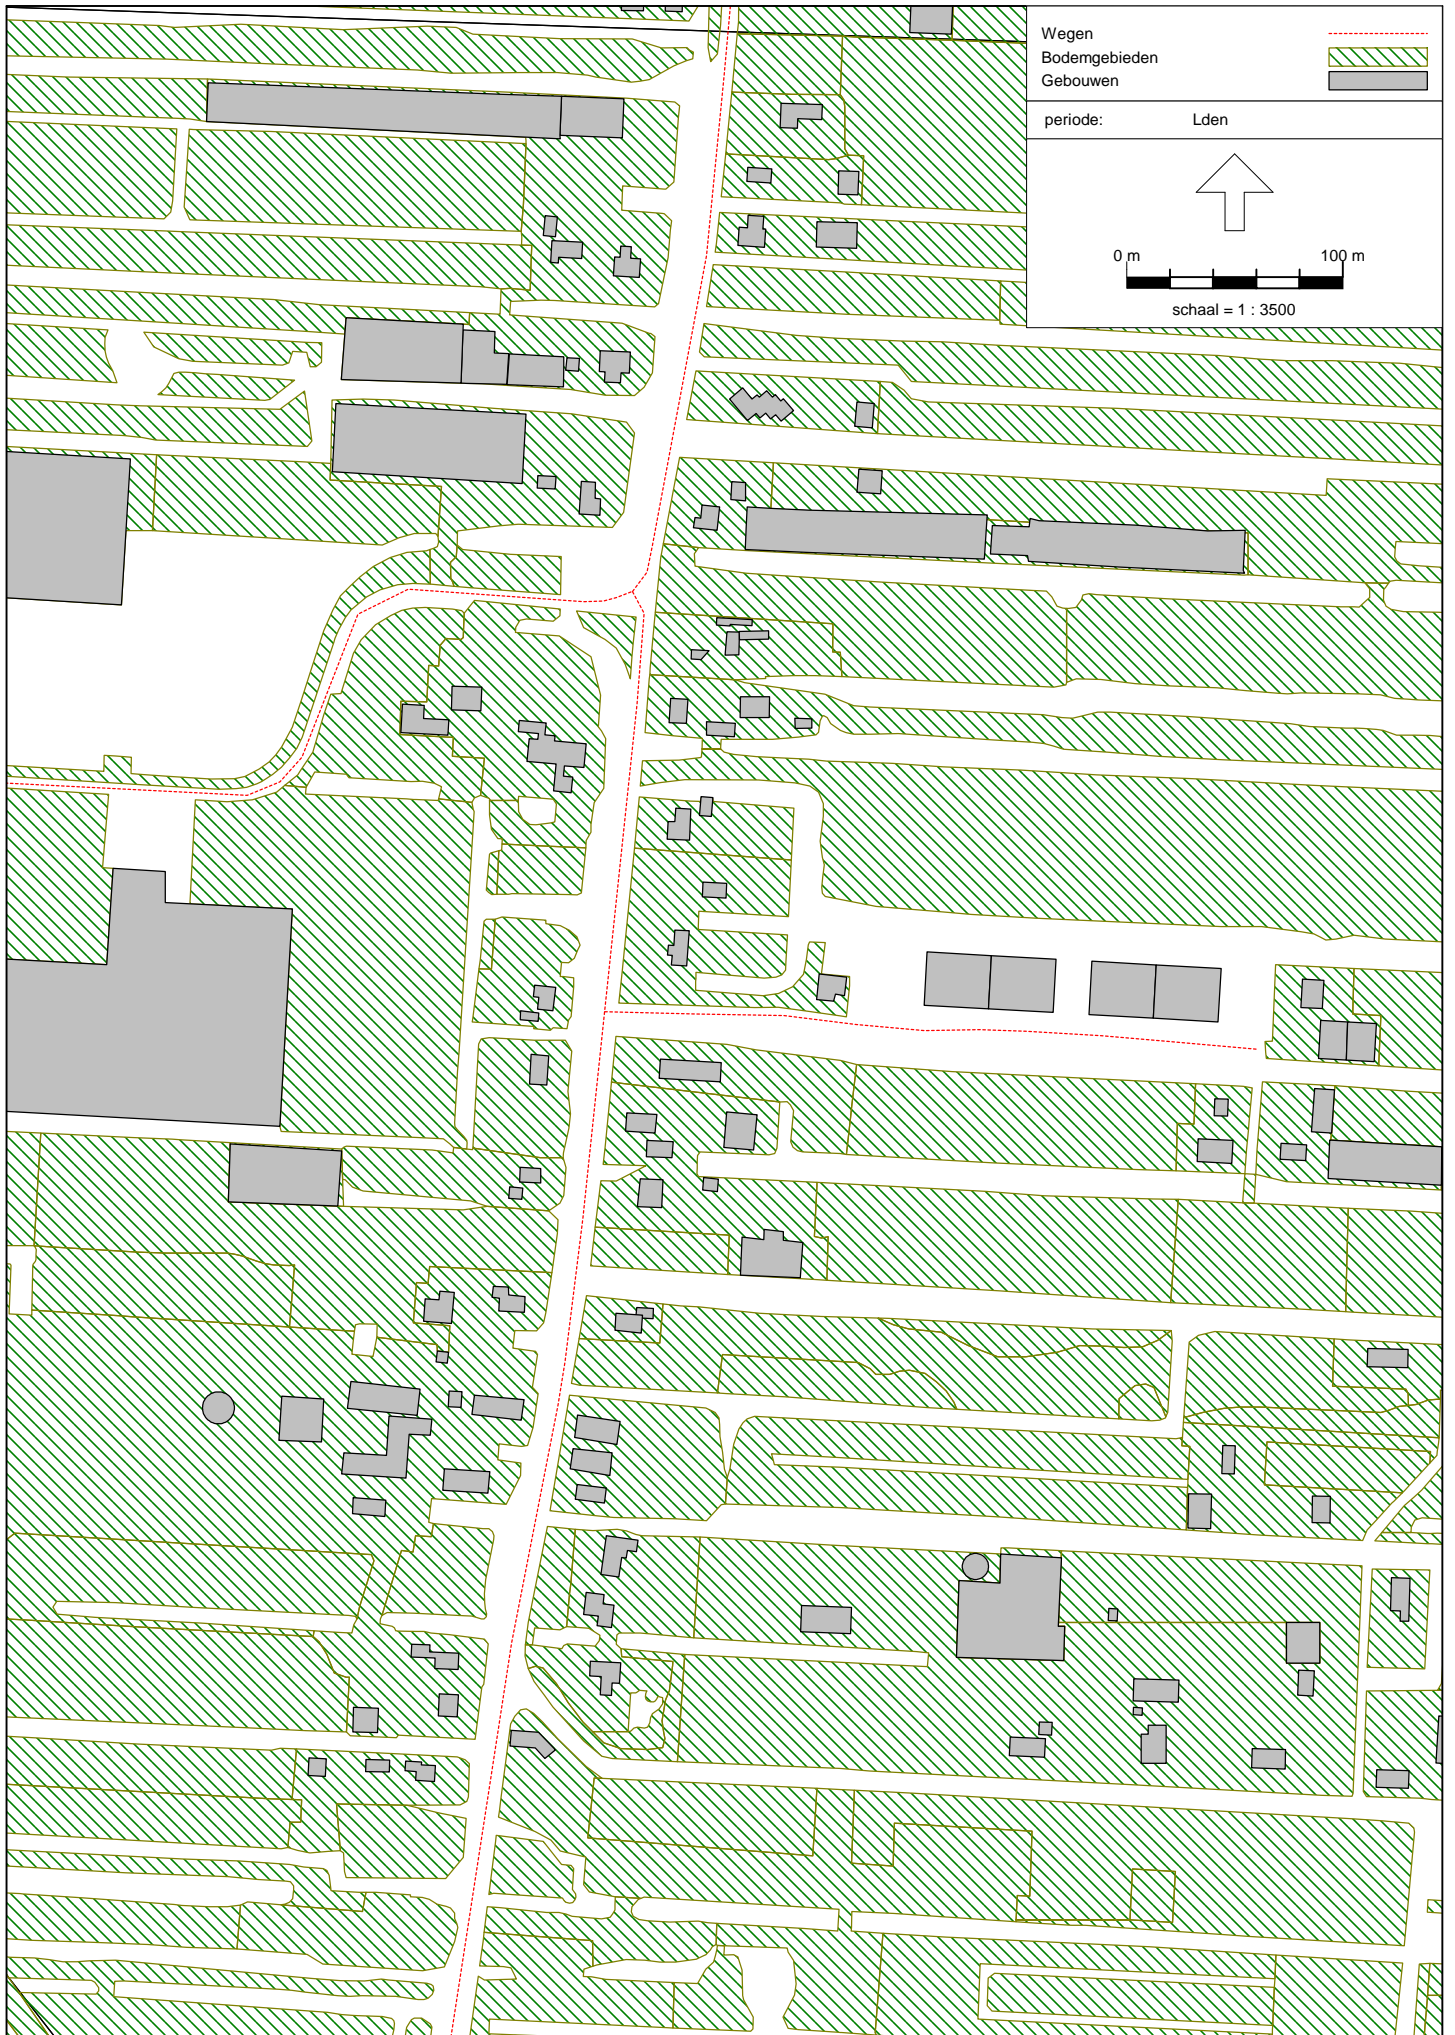 Wegen
Bodemgebieden
Gebouwen
periode: Lden
0 m 100 m
schaal = 1 : 3500